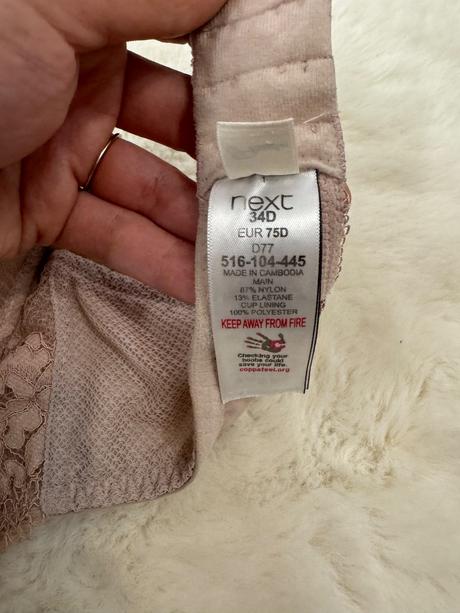 next
34D
EUR 75D
D77
516-104-445
MADE IN CAMBODIA
MAIN
87% NYLON
13% ELASTANE
CUP LINING
100% POLYESTER
KEEP AWAY FROM FIRE
Checking your
boobs could
save your life.
coppafeel.org